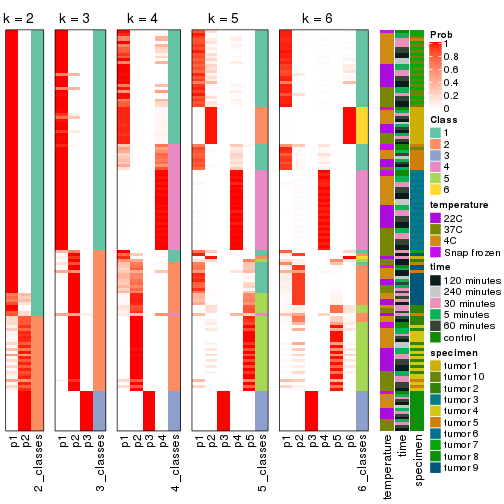 k = 2
k = 3
k = 4
k = 5
k = 6
p1
p2
2_classes
p1
p2
p3
3_classes
p1
p2
p3
p4
4_classes
p1
p2
p3
p4
p5
5_classes
p1
p2
p3
p4
p5
p6
6_classes
temperature
time
specimen
Prob
1
0.8
0.6
0.4
0.2
0
Class
1
2
3
4
5
6
temperature
22C
37C
4C
Snap frozen
time
120 minutes
240 minutes
30 minutes
5 minutes
60 minutes
control
specimen
tumor 1
tumor 10
tumor 2
tumor 3
tumor 4
tumor 5
tumor 6
tumor 7
tumor 8
tumor 9